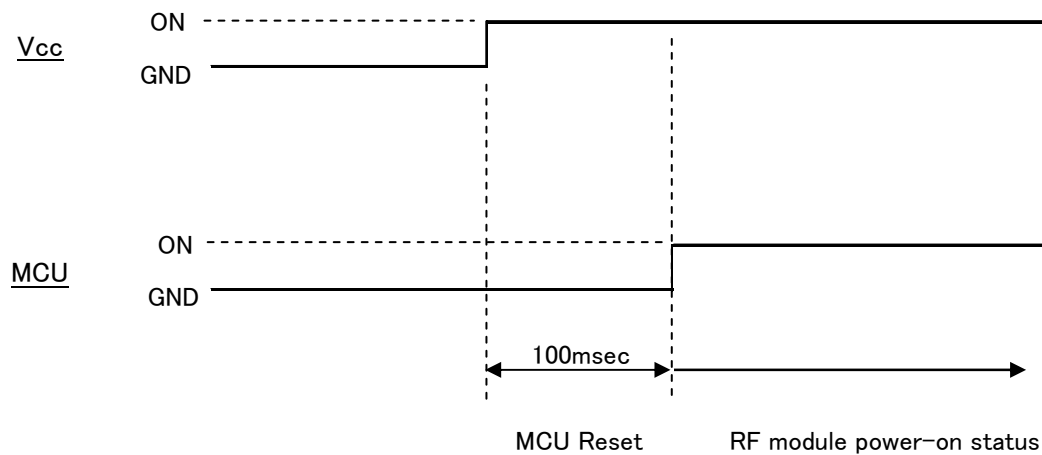 ON
Vcc
GND
ON
MCU
GND
100msec
MCU Reset
RF module power-on status